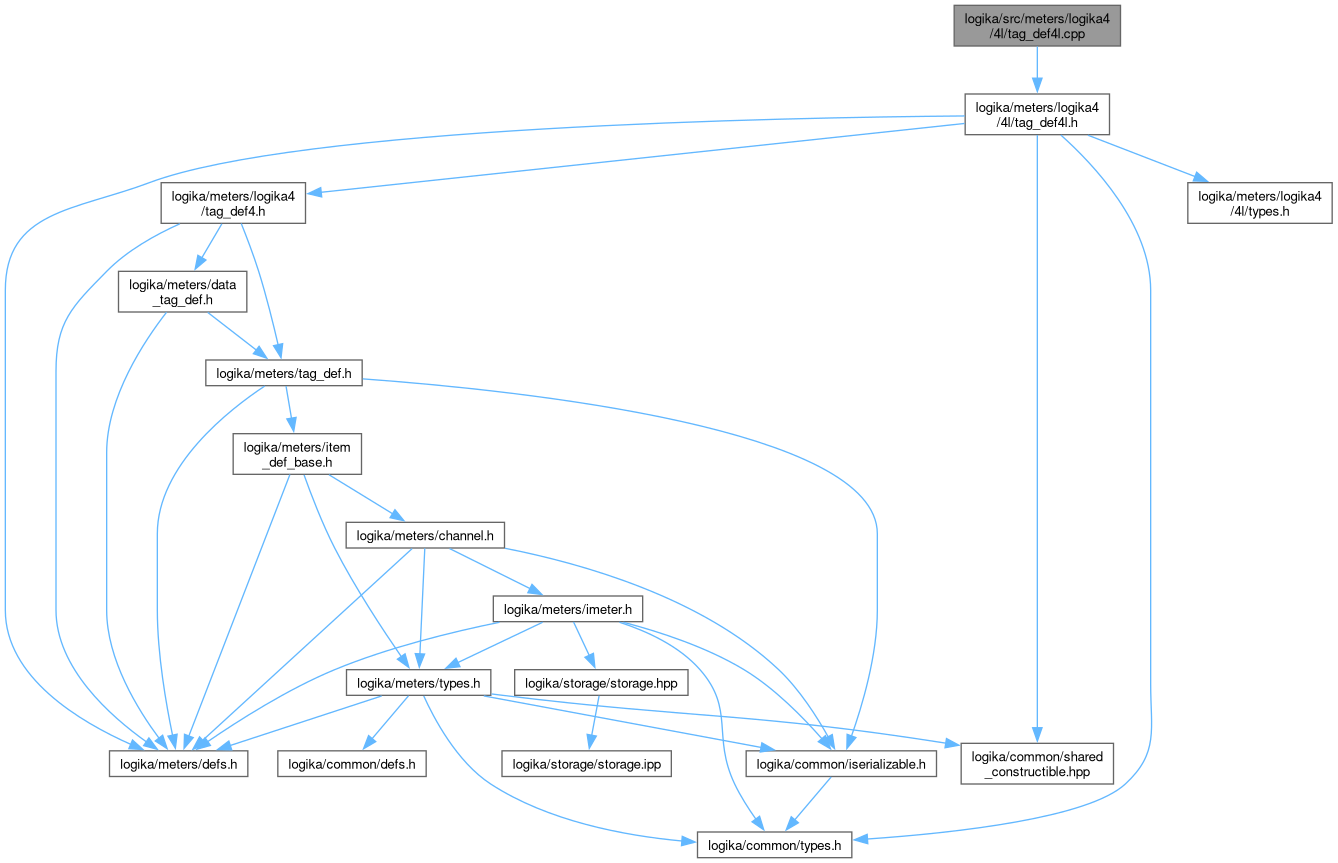 logika/src/meters/logika4
/4l/tag_def4l.cpp
logika/meters/logika4
/4l/tag_def4l.h
logika/meters/logika4
/tag_def4.h
logika/meters/logika4
/4l/types.h
logika/meters/data
_tag_def.h
logika/meters/tag_def.h
logika/meters/item
_def_base.h
logika/meters/channel.h
logika/meters/imeter.h
logika/meters/types.h
logika/storage/storage.hpp
logika/meters/defs.h
logika/common/defs.h
logika/storage/storage.ipp
logika/common/iserializable.h
logika/common/shared
_constructible.hpp
logika/common/types.h